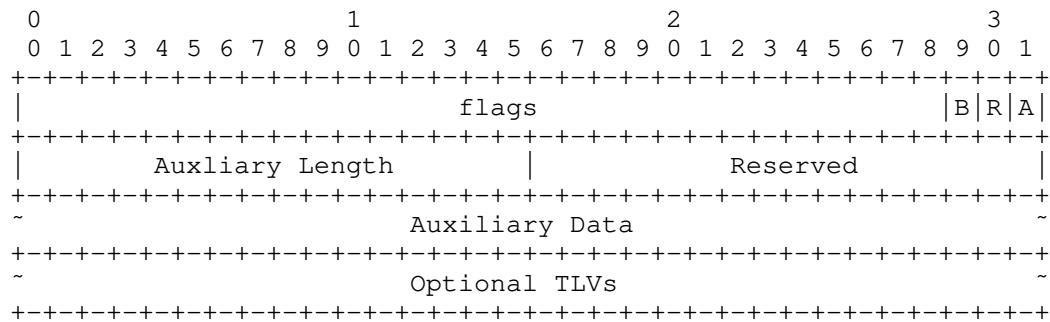 0                   1                   2                   3
 0 1 2 3 4 5 6 7 8 9 0 1 2 3 4 5 6 7 8 9 0 1 2 3 4 5 6 7 8 9 0 1
+-+-+-+-+-+-+-+-+-+-+-+-+-+-+-+-+-+-+-+-+-+-+-+-+-+-+-+-+-+-+-+-+
|                           flags                         |B|R|A|
+-+-+-+-+-+-+-+-+-+-+-+-+-+-+-+-+-+-+-+-+-+-+-+-+-+-+-+-+-+-+-+-+
|        Auxliary Length        |            Reserved           |
+-+-+-+-+-+-+-+-+-+-+-+-+-+-+-+-+-+-+-+-+-+-+-+-+-+-+-+-+-+-+-+-+
~                        Auxiliary Data                         ~
+-+-+-+-+-+-+-+-+-+-+-+-+-+-+-+-+-+-+-+-+-+-+-+-+-+-+-+-+-+-+-+-+
~                        Optional TLVs                          ~
+-+-+-+-+-+-+-+-+-+-+-+-+-+-+-+-+-+-+-+-+-+-+-+-+-+-+-+-+-+-+-+-+